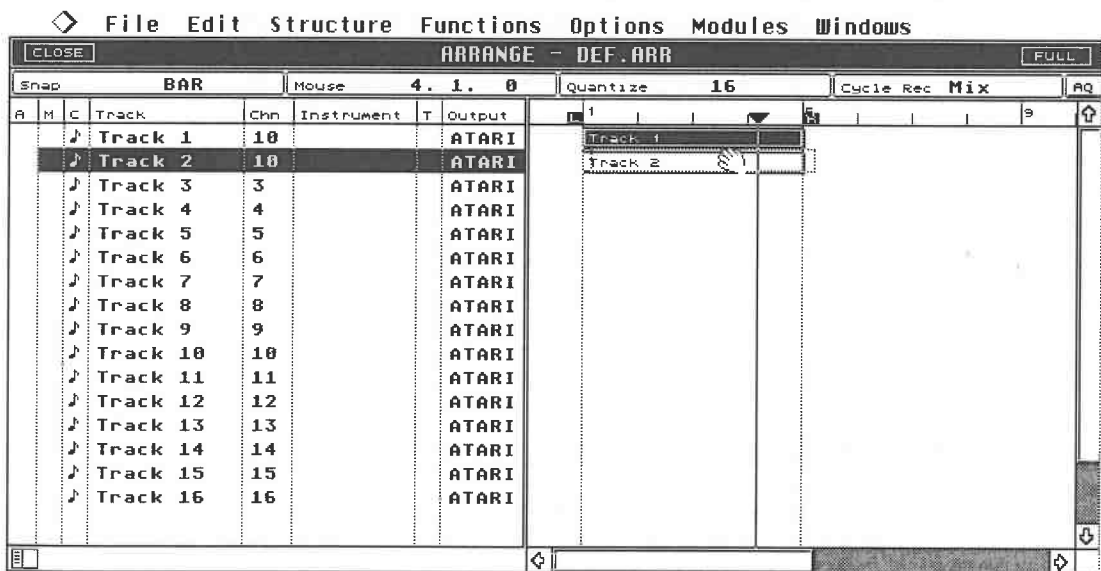 File Edit Structure Functions Options Modules Windows
CLOSE ARRANGE - DEF.ARR FULL
Snap BAR Mouse 4. 1. 0 Quantize 16 Cycle Rec Mix AQ
A M C Track Chn Instrument T Output 1 5 9
Track 1 10 ATARI Track 1
Track 2 10 ATARI Track 2
Track 3 3 ATARI
Track 4 4 ATARI
Track 5 5 ATARI
Track 6 6 ATARI
Track 7 7 ATARI
Track 8 8 ATARI
Track 9 9 ATARI
Track 10 10 ATARI
Track 11 11 ATARI
Track 12 12 ATARI
Track 13 13 ATARI
Track 14 14 ATARI
Track 15 15 ATARI
Track 16 16 ATARI